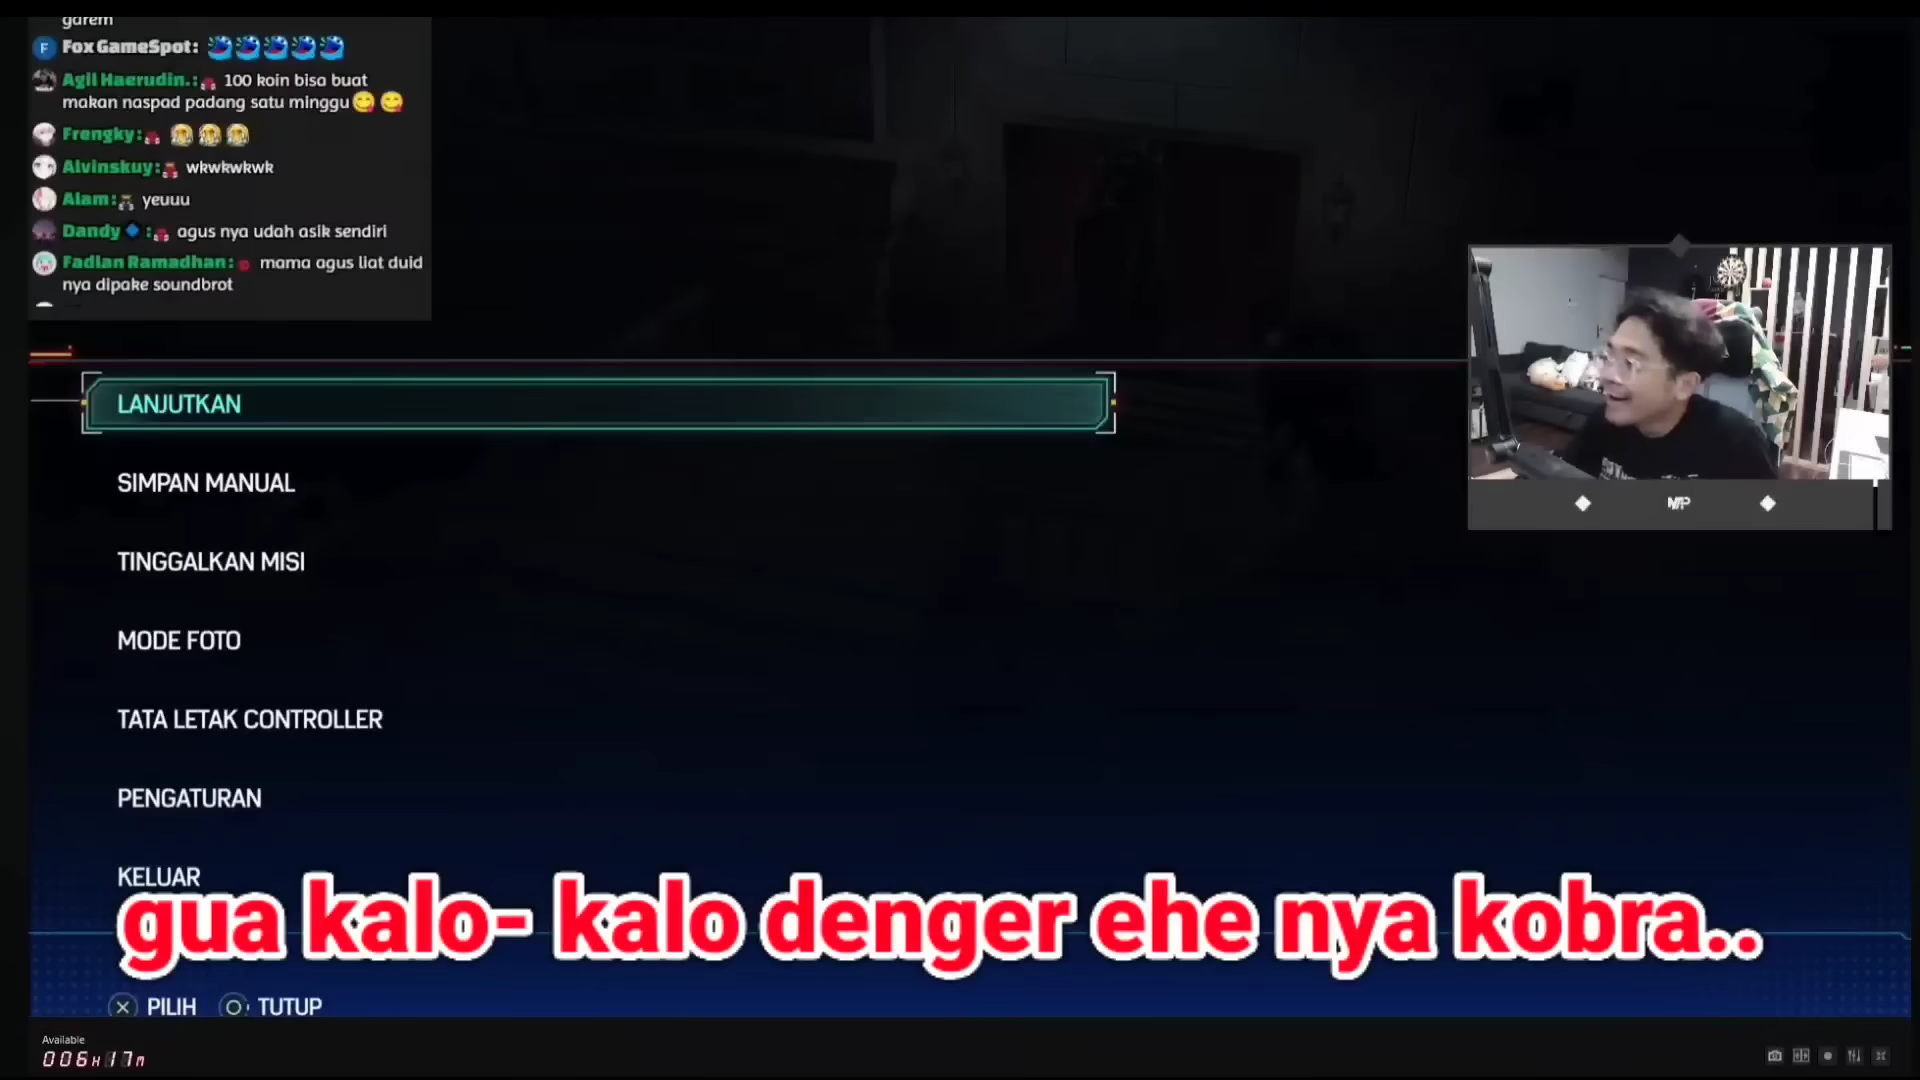 garem
Fox GameSpot:
Agil Haerudin.: 100 koin bisa buat
makan naspad padang satu minggu
Frengky:
Alvinskuy: wkwkwkwk
Alam: yeuuu
Dandy: agus nya udah asik sendiri
Fadlan Ramadhan: mama agus liat duid
nya dipake soundbrot
LANJUTKAN
SIMPAN MANUAL
TINGGALKAN MISI
MODE FOTO
TATA LETAK CONTROLLER
PENGATURAN
KELUAR
gua kalo- kalo denger ehe nya kobra..
PILIH
TUTUP
Available
006H17M